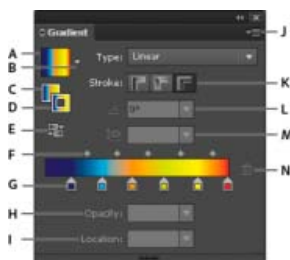 Gradient
J
A
B
Type: Linear
Stroke:
K
C
D
0°
L
E
M
F
N
G
H
Opacity:
I
Location: